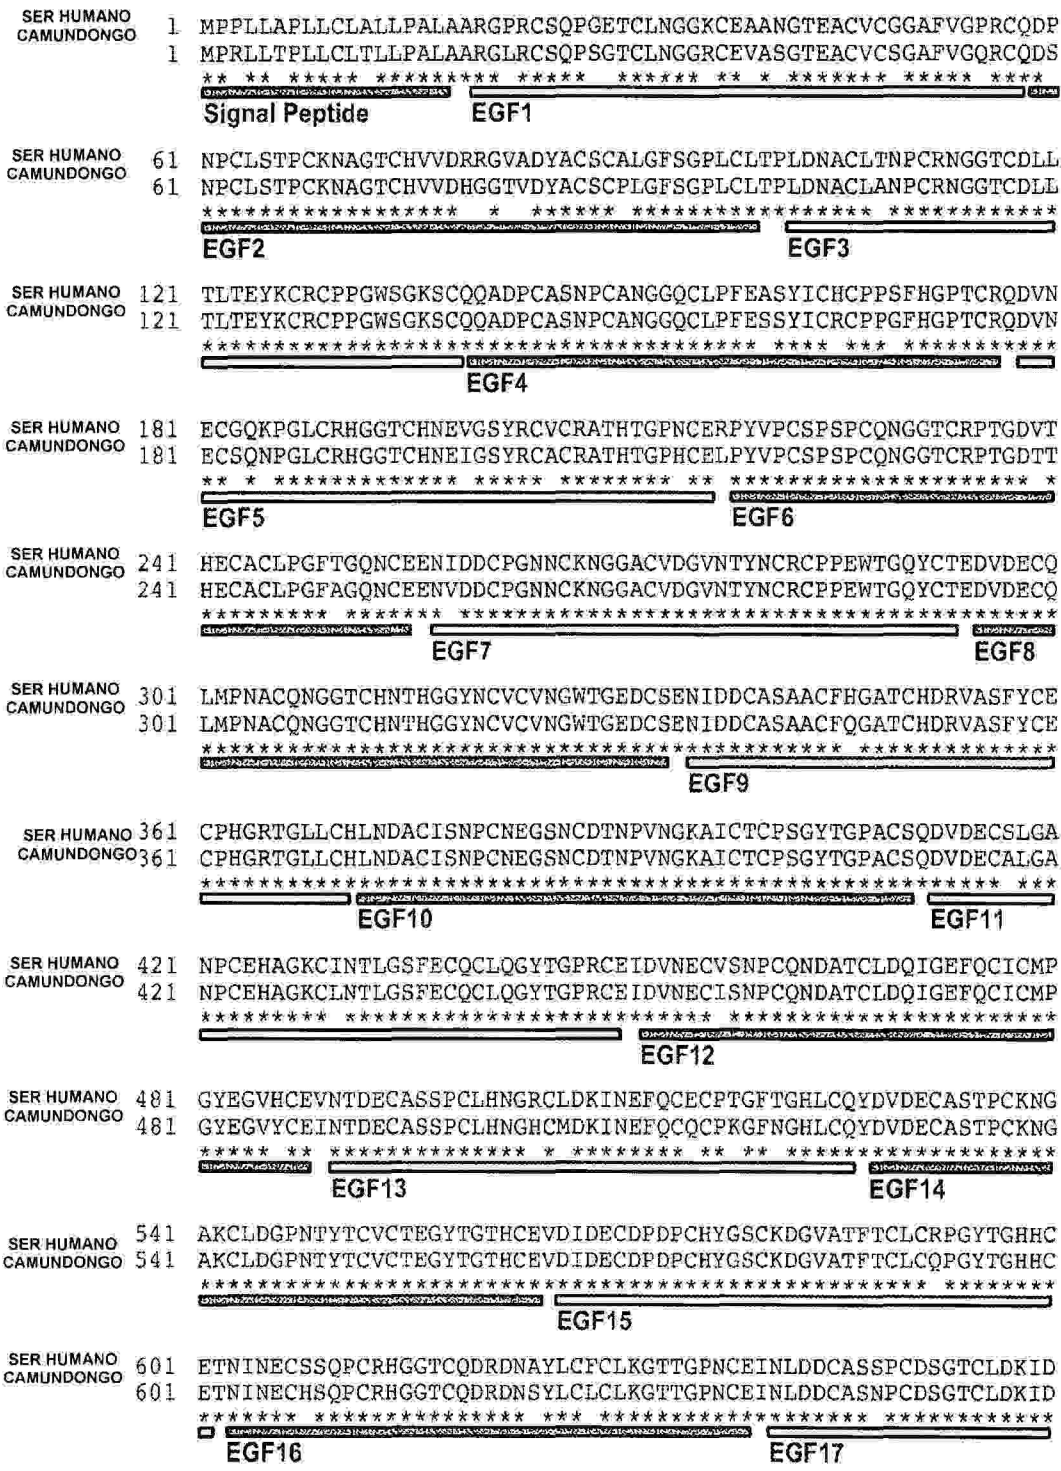 SER HUMANO 1 MPPLLAPLLCLALLPALAARGPRCSQPGETCLNGGKCEAANGTEACVCGGAFVGPRCQDP
CAMUNDONGO 1 MPRLLTPLLCLTLLPALAARGLRCSQPSGTCLNGGRCEVASGTEACVCSGAFVGQRCQDS
** ** **** ********* ***** ****** ** * ******* ***** ****
Signal Peptide EGF1
SER HUMANO 61 NPCLSTPCKNAGTCHVVDRRGVADYACSCALGFSGPLCLTPLDNACLTNPCRNGGTCDLL
CAMUNDONGO 61 NPCLSTPCKNAGTCHVVDHGGTVDYACSCPLGFSGPLCLTPLDNACLANPCRNGGTCDLL
****************** * ****** ***************** ************
EGF2 EGF3
SER HUMANO 121 TLTEYKCRCPPGWSGKSCQQADPCASNPCANGGQCLPFEASYICHCPPSFHGPTCRQDVN
CAMUNDONGO 121 TLTEYKCRCPPGWSGKSCQQADPCASNPCANGGQCLPFESSYICRCPPGFHGPTCRQDVN
*************************************** **** *** ***********
EGF4
SER HUMANO 181 ECGQKPGLCRHGGTCHNEVGSYRCVCRATHTGPNCERPYVPCSPSPCQNGGTCRPTGDVT
CAMUNDONGO 181 ECSQNPGLCRHGGTCHNEIGSYRCACRATHTGPHCELPYVPCSPSPCQNGGTCRPTGDTT
** * ************* ***** ******** ** ********************* *
EGF5 EGF6
SER HUMANO 241 HECACLPGFTGQNCEENIDDCPGNNCKNGGACVDGVNTYNCRCPPEWTGQYCTEDVDECQ
CAMUNDONGO 241 HECACLPGFAGQNCEENVDDCPGNNCKNGGACVDGVNTYNCRCPPEWTGQYCTEDVDECQ
********* ******* ******************************************
EGF7 EGF8
SER HUMANO 301 LMPNACQNGGTCHNTHGGYNCVCVNGWTGEDCSENIDDCASAACFHGATCHDRVASFYCE
CAMUNDONGO 301 LMPNACQNGGTCHNTHGGYNCVCVNGWTGEDCSENIDDCASAACFQGATCHDRVASFYCE
********************************************* **************
EGF9
SER HUMANO 361 CPHGRTGLLCHLNDACISNPCNEGSNCDTNPVNGKAICTCPSGYTGPACSQDVDECSLGA
CAMUNDONGO 361 CPHGRTGLLCHLNDACISNPCNEGSNCDTNPVNGKAICTCPSGYTGPACSQDVDECALGA
******************************************************** ***
EGF10 EGF11
SER HUMANO 421 NPCEHAGKCINTLGSFECQCLQGYTGPRCEIDVNECVSNPCQNDATCLDQIGEFQCICMP
CAMUNDONGO 421 NPCEHAGKCLNTLGSFECQCLQGYTGPRCEIDVNECISNPCQNDATCLDQIGEFQCICMP
********* ************************** ***********************
EGF12
SER HUMANO 481 GYEGVHCEVNTDECASSPCLHNGRCLDKINEFQCECPTGFTGHLCQYDVDECASTPCKNG
CAMUNDONGO 481 GYEGVYCEINTDECASSPCLHNGHCMDKINEFQCQCPKGFNGHLCQYDVDECASTPCKNG
***** ** ************** * ******** ** ** *******************
EGF13 EGF14
SER HUMANO 541 AKCLDGPNTYTCVCTEGYTGTHCEVDIDECDPDPCHYGSCKDGVATFTCLCRPGYTGHHC
CAMUNDONGO 541 AKCLDGPNTYTCVCTEGYTGTHCEVDIDECDPDPCHYGSCKDGVATFTCLCQPGYTGHHC
*************************************************** ********
EGF15
SER HUMANO 601 ETNINECSSQPCRHGGTCQDRDNAYLCFCLKGTTGPNCEINLDDCASSPCDSGTCLDKID
CAMUNDONGO 601 ETNINECHSQPCRHGGTCQDRDNSYLCLCLKGTTGPNCEINLDDCASNPCDSGTCLDKID
******* *************** *** ******************* ************
EGF16 EGF17